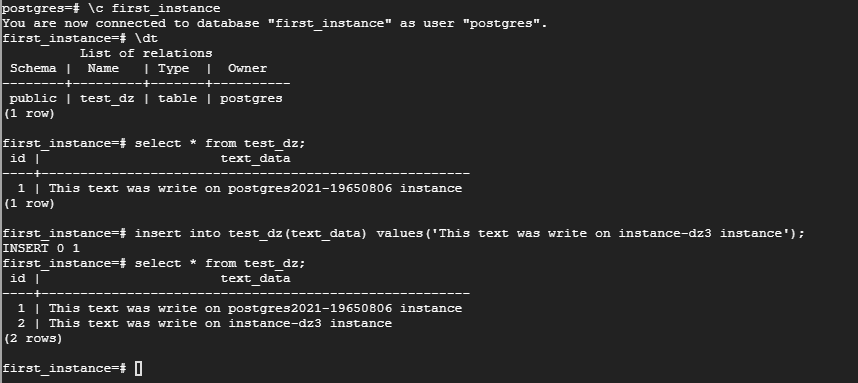 postgres=# \c first_instance
You are now connected to database "first_instance" as user "postgres".
first_instance=# \dt
          List of relations
 Schema |  Name   | Type  |  Owner
--------+---------+-------+----------
 public | test_dz | table | postgres
(1 row)

first_instance=# select * from test_dz;
 id |                       text_data
----+-------------------------------------------------------
  1 | This text was write on postgres2021-19650806 instance
(1 row)

first_instance=# insert into test_dz(text_data) values('This text was write on instance-dz3 instance');
INSERT 0 1
first_instance=# select * from test_dz;
 id |                       text_data
----+-------------------------------------------------------
  1 | This text was write on postgres2021-19650806 instance
  2 | This text was write on instance-dz3 instance
(2 rows)

first_instance=#